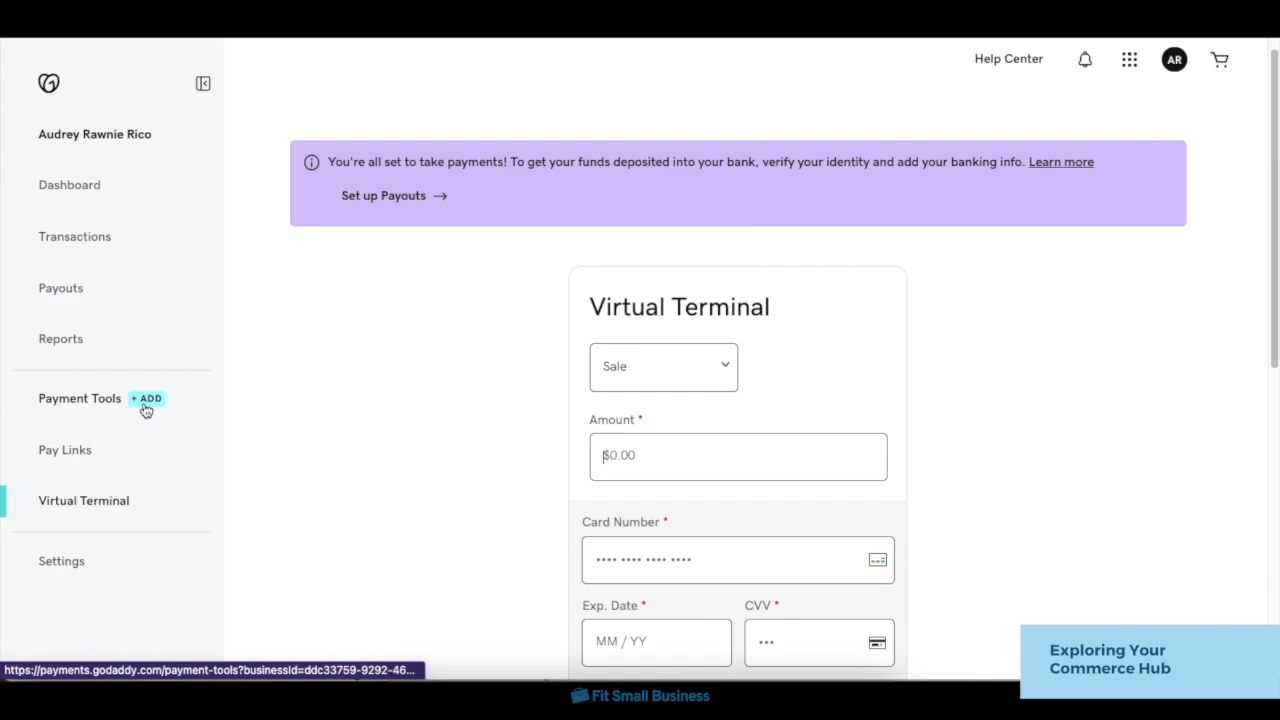 Help Center
AR
Audrey Rawnie Rico
Dashboard
Transactions
Payouts
Reports
Payment Tools + ADD
Pay Links
Virtual Terminal
Settings
You're all set to take payments! To get your funds deposited into your bank, verify your identity and add your banking info. Learn more
Set up Payouts →
Virtual Terminal
Sale
Amount *
$0.00
Card Number *
•••• •••• •••• ••••
Exp. Date * CVV *
MM / YY •••
https://payments.godaddy.com/payment-tools?businessId=ddc33759-9292-46...
Exploring Your
Commerce Hub
Fit Small Business